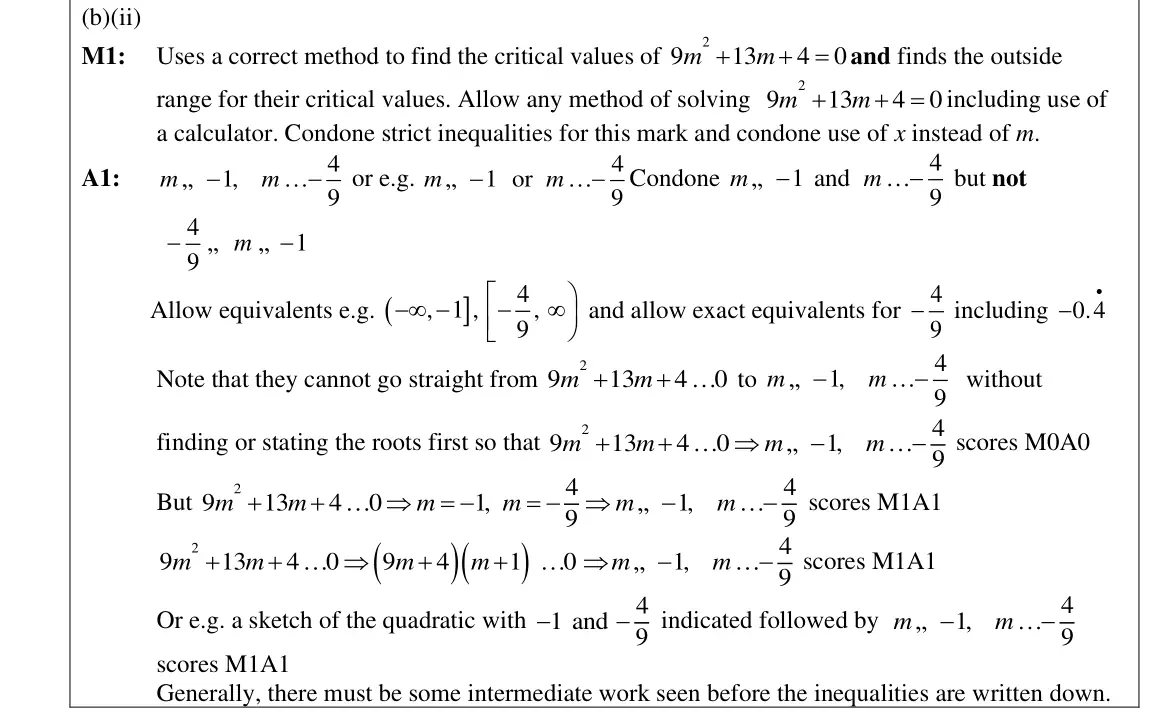 (b)(ii)
M1: Uses a correct method to find the critical values of 9m² +13m + 4 = 0 and finds the outside
range for their critical values. Allow any method of solving 9m² +13m + 4 = 0 including use of
a calculator. Condone strict inequalities for this mark and condone use of x instead of m.
A1: m „ −1, m …−4/9 or e.g. m „ −1 or m …−4/9 Condone m „ −1 and m …−4/9 but not
−4/9 „ m „ −1
Allow equivalents e.g. (−∞, −1], [−4/9, ∞) and allow exact equivalents for −4/9 including −0.4̇
Note that they cannot go straight from 9m² +13m + 4 …0 to m „ −1, m …−4/9 without
finding or stating the roots first so that 9m² +13m + 4 …0 ⇒ m „ −1, m …−4/9 scores M0A0
But 9m² +13m + 4 …0 ⇒ m = −1, m = −4/9 ⇒ m „ −1, m …−4/9 scores M1A1
9m² +13m + 4 …0 ⇒ (9m + 4)(m +1) …0 ⇒ m „ −1, m …−4/9 scores M1A1
Or e.g. a sketch of the quadratic with −1 and −4/9 indicated followed by m „ −1, m …−4/9
scores M1A1
Generally, there must be some intermediate work seen before the inequalities are written down.